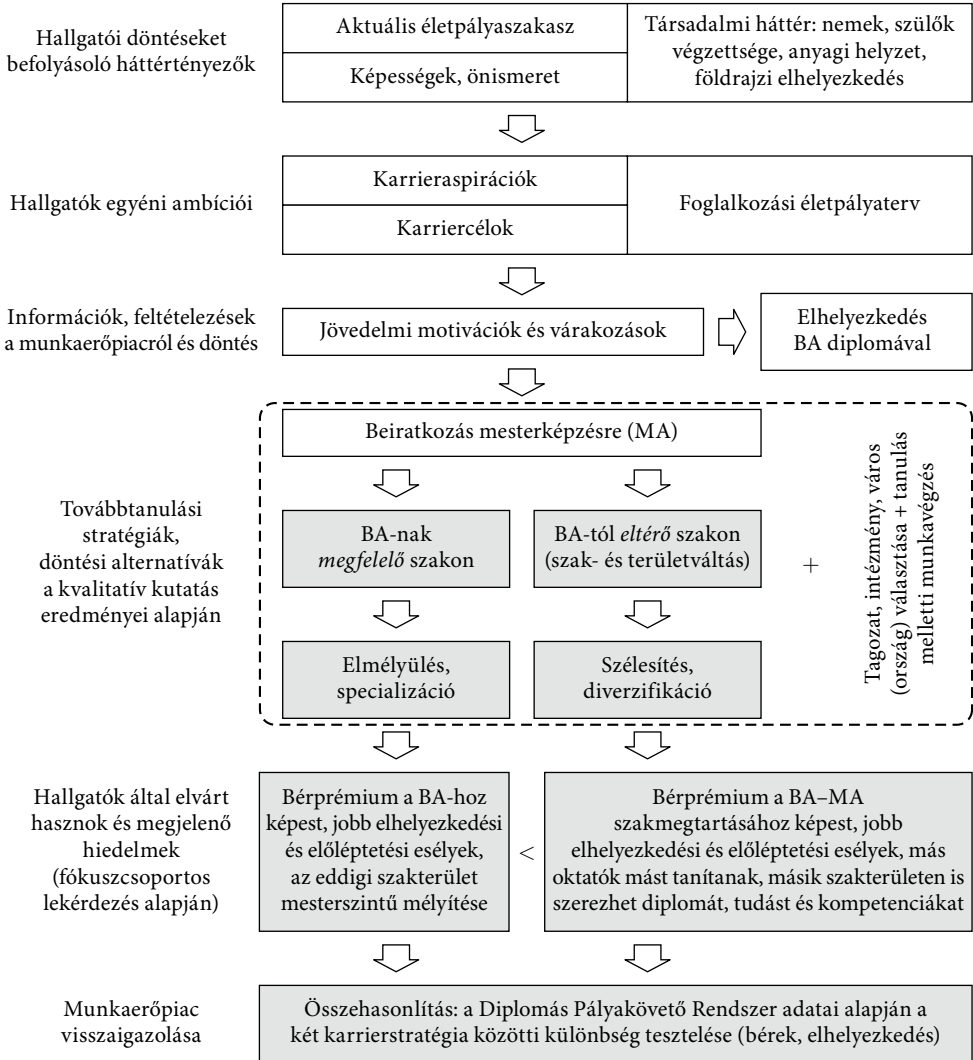 Hallgatói döntéseket
befolyásoló háttértényezők
Aktuális életpályaszakasz
Képességek, önismeret
Társadalmi háttér: nemek, szülők
végzettsége, anyagi helyzet,
földrajzi elhelyezkedés
Hallgatók egyéni ambíciói
Karrieraspirációk
Karriercélok
Foglalkozási életpályaterv
Információk, feltételezések
a munkaerőpiacról és döntés
Jövedelmi motivációk és várakozások
Elhelyezkedés
BA diplomával
Továbbtanulási
stratégiák,
döntési alternatívák
a kvalitatív kutatás
eredményei alapján
Beiratkozás mesterképzésre (MA)
BA-nak
megfelelő szakon
BA-tól eltérő szakon
(szak- és területváltás)
Elmélyülés,
specializáció
Szélesítés,
diverzifikáció
+
Tagozat, intézmény, város
(ország) választása + tanulás
melletti munkavégzés
Hallgatók által elvárt
hasznok és megjelenő
hiedelmek
(fókuszcsoportos
lekérdezés alapján)
Bérprémium a BA-hoz
képest, jobb elhelyezkedési
és előléptetési esélyek,
az eddigi szakterület
mesterszintű mélyítése
<
Bérprémium a BA–MA
szakmegtartásához képest, jobb
elhelyezkedési és előléptetési esélyek, más
oktatók mást tanítanak, másik szakterületen is
szerezhet diplomát, tudást és kompetenciákat
Munkaerőpiac
visszaigazolása
Összehasonlítás: a Diplomás Pályakövető Rendszer adatai alapján a
két karrierstratégia közötti különbség tesztelése (bérek, elhelyezkedés)